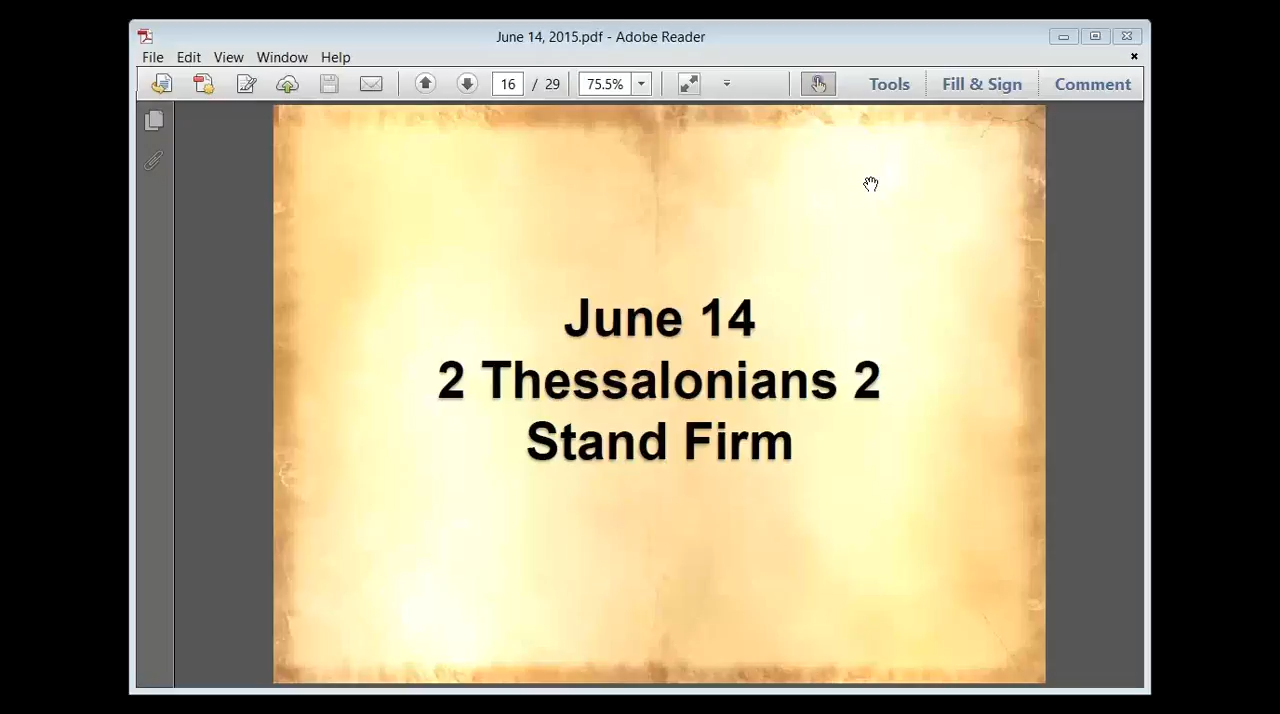 June 14, 2015.pdf - Adobe Reader
File Edit View Window Help
16 / 29 75.5% Tools Fill & Sign Comment
June 14
2 Thessalonians 2
Stand Firm